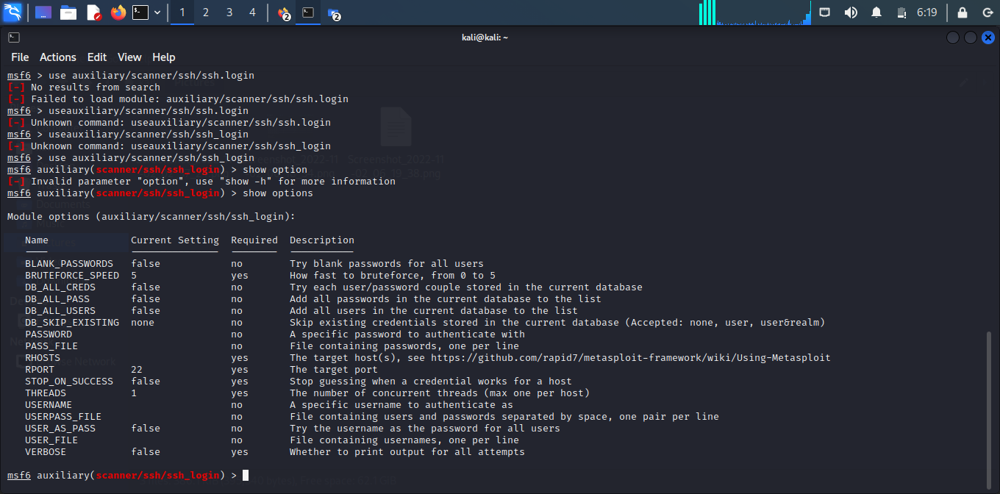 1 2 3 4 2 2 6:19
kali@kali: ~
File Actions Edit View Help
msf6 > use auxiliary/scanner/ssh/ssh.login
[-] No results from search
[-] Failed to load module: auxiliary/scanner/ssh/ssh.login
msf6 > useauxiliary/scanner/ssh/ssh.login
[-] Unknown command: useauxiliary/scanner/ssh/ssh.login
msf6 > useauxiliary/scanner/ssh/ssh_login
[-] Unknown command: useauxiliary/scanner/ssh/ssh_login
msf6 > use auxiliary/scanner/ssh/ssh_login
msf6 auxiliary(scanner/ssh/ssh_login) > show option
[-] Invalid parameter "option", use "show -h" for more information
msf6 auxiliary(scanner/ssh/ssh_login) > show options
Module options (auxiliary/scanner/ssh/ssh_login):
Name Current Setting Required Description
BLANK_PASSWORDS false no Try blank passwords for all users
BRUTEFORCE_SPEED 5 yes How fast to bruteforce, from 0 to 5
DB_ALL_CREDS false no Try each user/password couple stored in the current database
DB_ALL_PASS false no Add all passwords in the current database to the list
DB_ALL_USERS false no Add all users in the current database to the list
DB_SKIP_EXISTING none no Skip existing credentials stored in the current database (Accepted: none, user, user&realm)
PASSWORD no A specific password to authenticate with
PASS_FILE no File containing passwords, one per line
RHOSTS yes The target host(s), see https://github.com/rapid7/metasploit-framework/wiki/Using-Metasploit
RPORT 22 yes The target port
STOP_ON_SUCCESS false yes Stop guessing when a credential works for a host
THREADS 1 yes The number of concurrent threads (max one per host)
USERNAME no A specific username to authenticate as
USERPASS_FILE no File containing users and passwords separated by space, one pair per line
USER_AS_PASS false no Try the username as the password for all users
USER_FILE no File containing usernames, one per line
VERBOSE false yes Whether to print output for all attempts
msf6 auxiliary(scanner/ssh/ssh_login) >